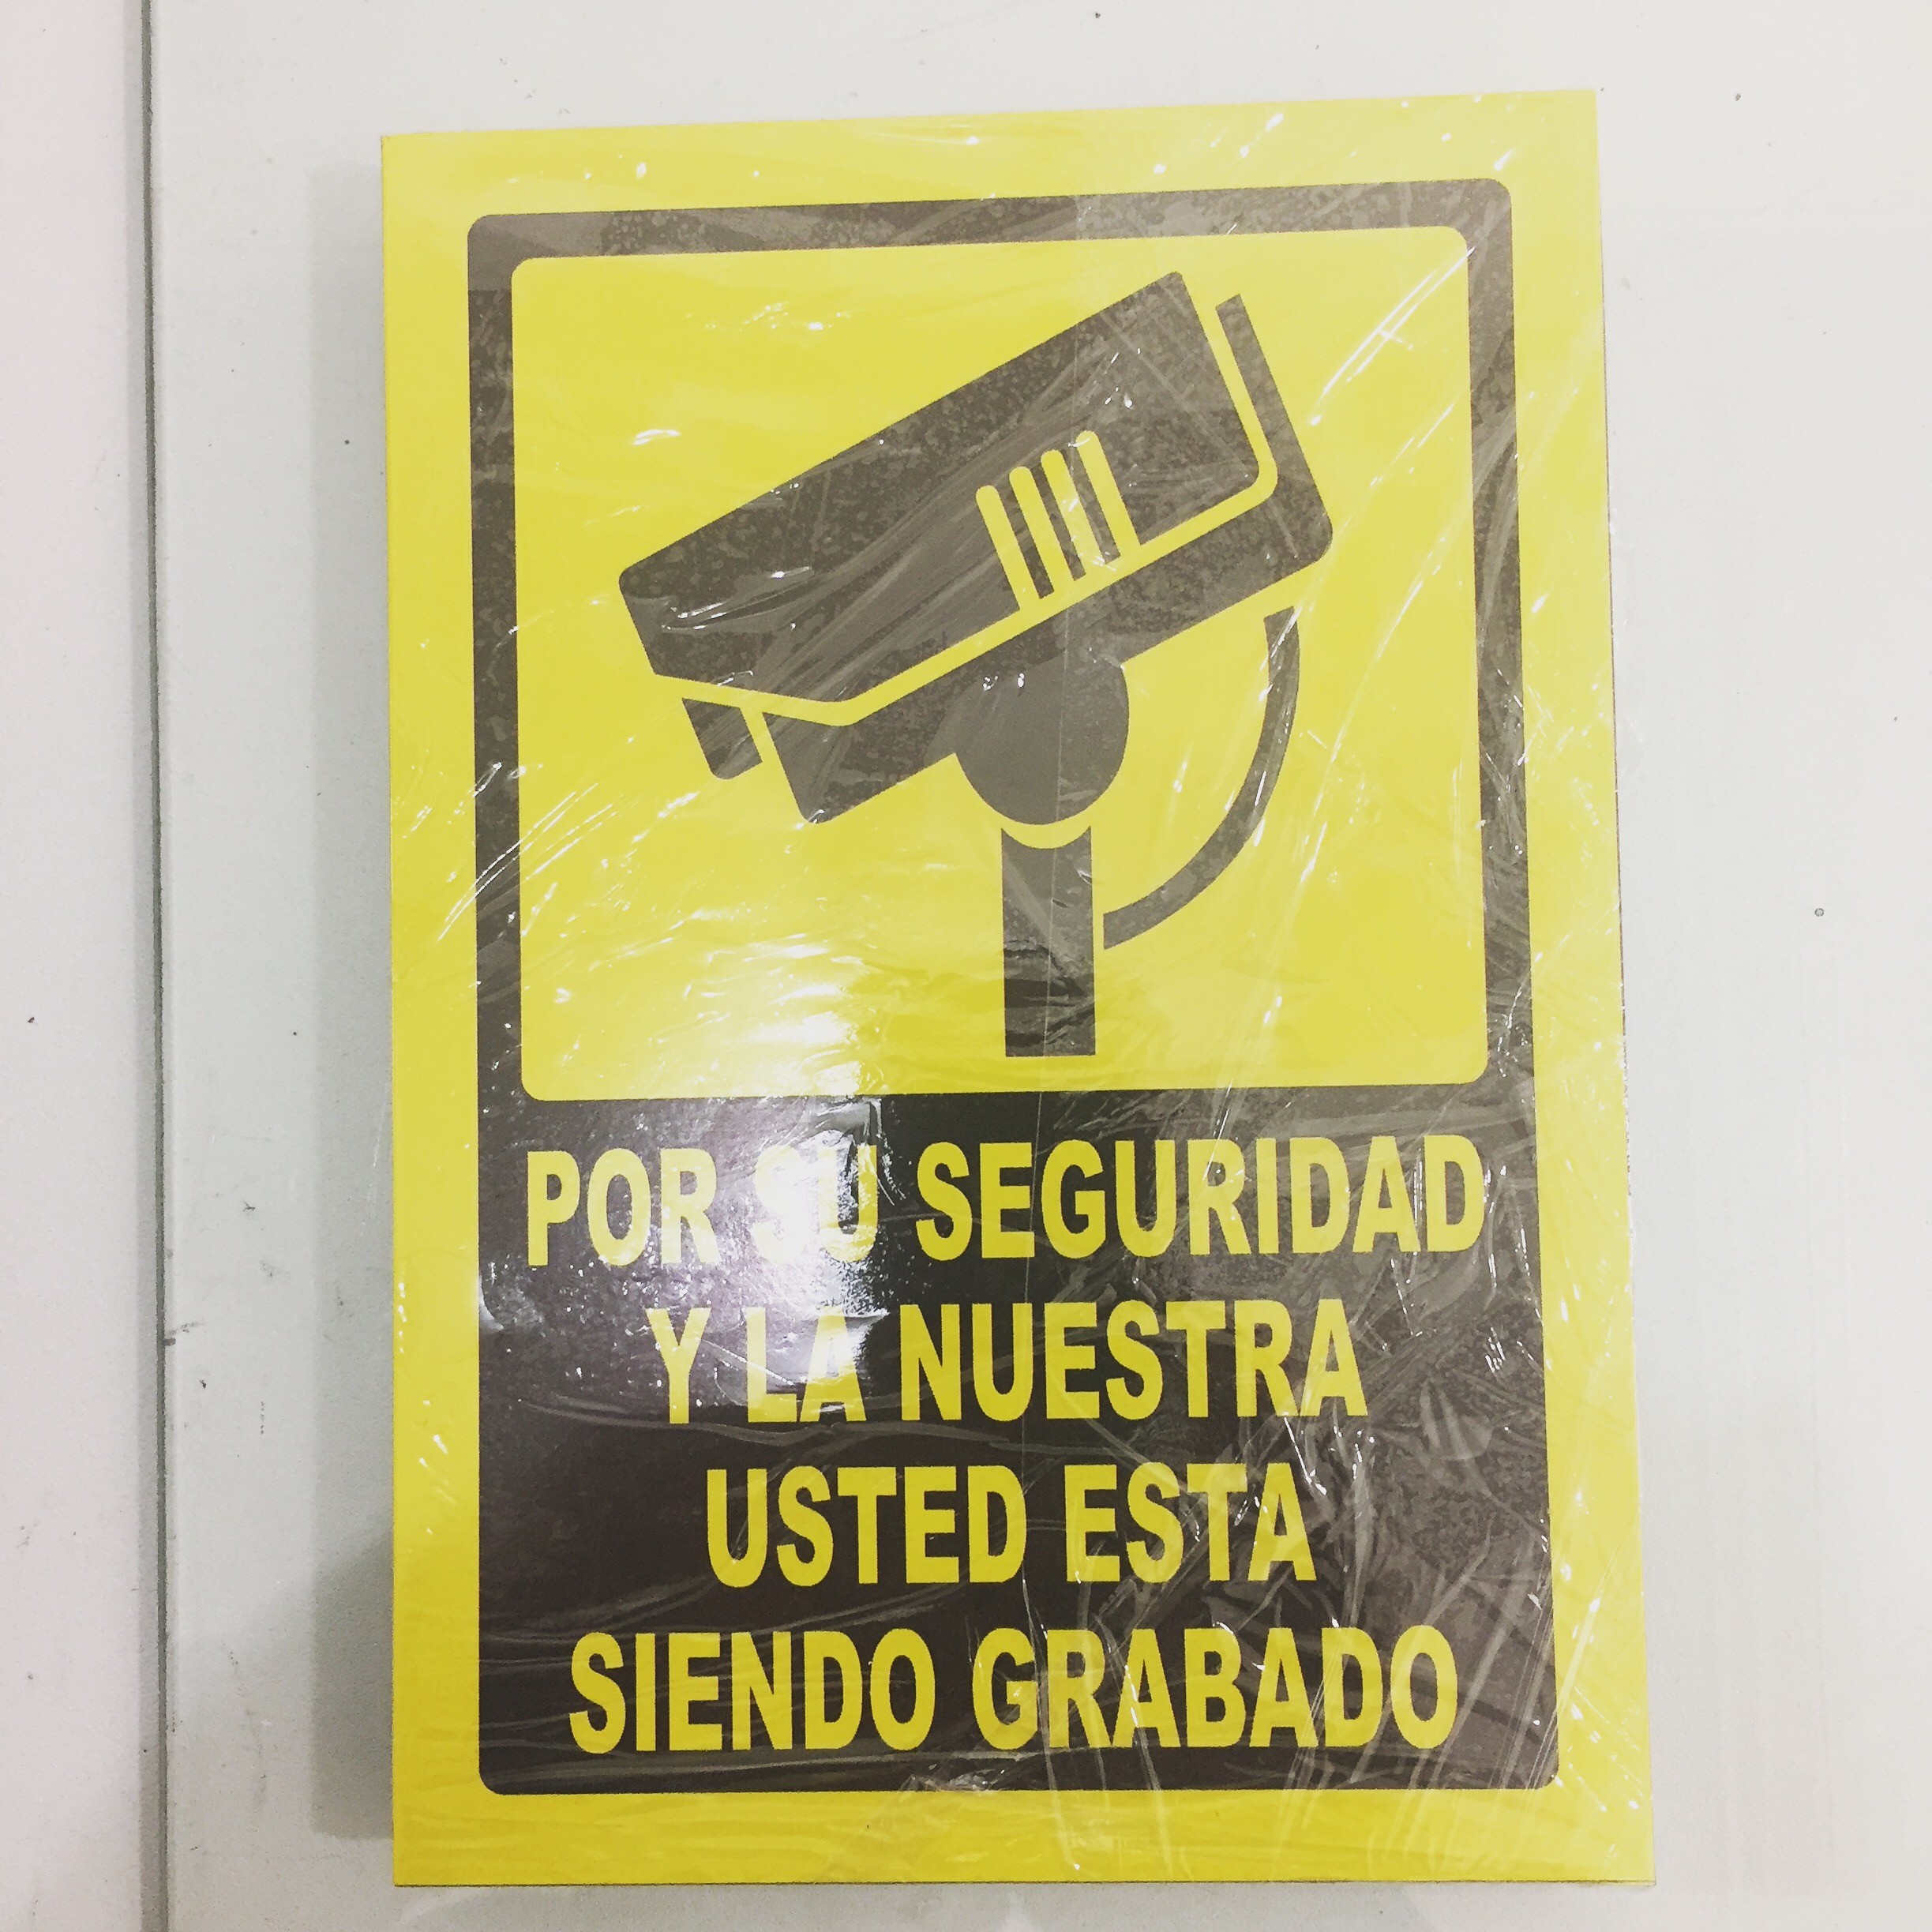 POR SU SEGURIDAD
Y LA NUESTRA
USTED ESTA
SIENDO GRABADO